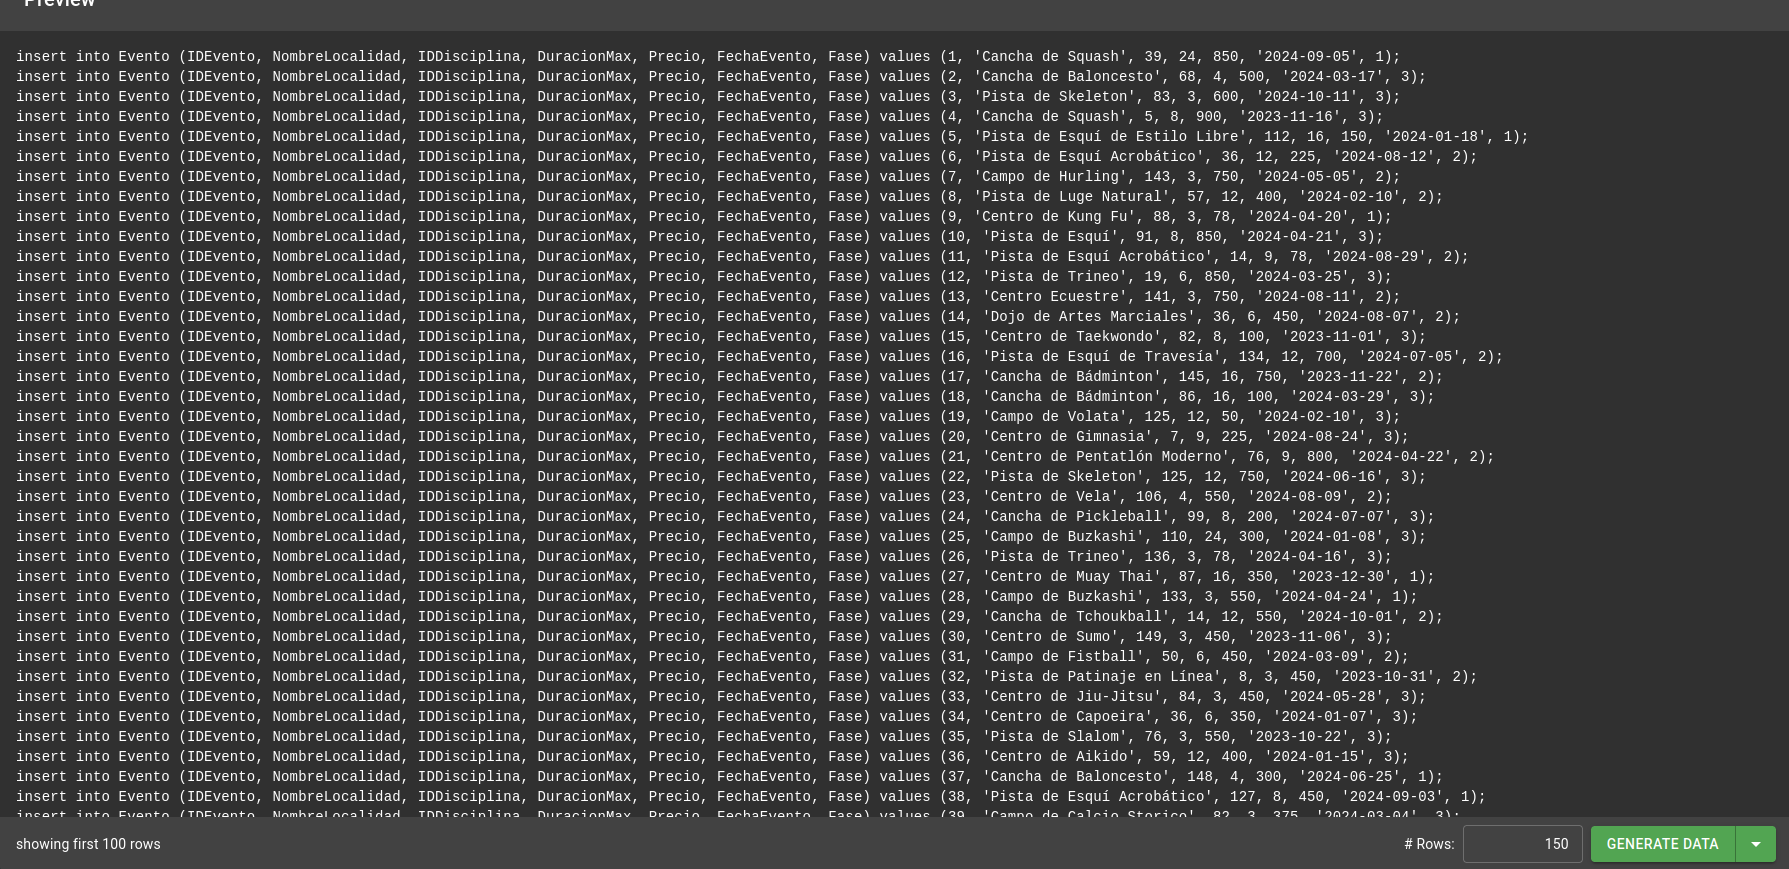 Preview
insert into Evento (IDEvento, NombreLocalidad, IDDisciplina, DuracionMax, Precio, FechaEvento, Fase) values (1, 'Cancha de Squash', 39, 24, 850, '2024-09-05', 1);
insert into Evento (IDEvento, NombreLocalidad, IDDisciplina, DuracionMax, Precio, FechaEvento, Fase) values (2, 'Cancha de Baloncesto', 68, 4, 500, '2024-03-17', 3);
insert into Evento (IDEvento, NombreLocalidad, IDDisciplina, DuracionMax, Precio, FechaEvento, Fase) values (3, 'Pista de Skeleton', 83, 3, 600, '2024-10-11', 3);
insert into Evento (IDEvento, NombreLocalidad, IDDisciplina, DuracionMax, Precio, FechaEvento, Fase) values (4, 'Cancha de Squash', 5, 8, 900, '2023-11-16', 3);
insert into Evento (IDEvento, NombreLocalidad, IDDisciplina, DuracionMax, Precio, FechaEvento, Fase) values (5, 'Pista de Esquí de Estilo Libre', 112, 16, 150, '2024-01-18', 1);
insert into Evento (IDEvento, NombreLocalidad, IDDisciplina, DuracionMax, Precio, FechaEvento, Fase) values (6, 'Pista de Esquí Acrobático', 36, 12, 225, '2024-08-12', 2);
insert into Evento (IDEvento, NombreLocalidad, IDDisciplina, DuracionMax, Precio, FechaEvento, Fase) values (7, 'Campo de Hurling', 143, 3, 750, '2024-05-05', 2);
insert into Evento (IDEvento, NombreLocalidad, IDDisciplina, DuracionMax, Precio, FechaEvento, Fase) values (8, 'Pista de Luge Natural', 57, 12, 400, '2024-02-10', 2);
insert into Evento (IDEvento, NombreLocalidad, IDDisciplina, DuracionMax, Precio, FechaEvento, Fase) values (9, 'Centro de Kung Fu', 88, 3, 78, '2024-04-20', 1);
insert into Evento (IDEvento, NombreLocalidad, IDDisciplina, DuracionMax, Precio, FechaEvento, Fase) values (10, 'Pista de Esquí', 91, 8, 850, '2024-04-21', 3);
insert into Evento (IDEvento, NombreLocalidad, IDDisciplina, DuracionMax, Precio, FechaEvento, Fase) values (11, 'Pista de Esquí Acrobático', 14, 9, 78, '2024-08-29', 2);
insert into Evento (IDEvento, NombreLocalidad, IDDisciplina, DuracionMax, Precio, FechaEvento, Fase) values (12, 'Pista de Trineo', 19, 6, 850, '2024-03-25', 3);
insert into Evento (IDEvento, NombreLocalidad, IDDisciplina, DuracionMax, Precio, FechaEvento, Fase) values (13, 'Centro Ecuestre', 141, 3, 750, '2024-08-11', 2);
insert into Evento (IDEvento, NombreLocalidad, IDDisciplina, DuracionMax, Precio, FechaEvento, Fase) values (14, 'Dojo de Artes Marciales', 36, 6, 450, '2024-08-07', 2);
insert into Evento (IDEvento, NombreLocalidad, IDDisciplina, DuracionMax, Precio, FechaEvento, Fase) values (15, 'Centro de Taekwondo', 82, 8, 100, '2023-11-01', 3);
insert into Evento (IDEvento, NombreLocalidad, IDDisciplina, DuracionMax, Precio, FechaEvento, Fase) values (16, 'Pista de Esquí de Travesía', 134, 12, 700, '2024-07-05', 2);
insert into Evento (IDEvento, NombreLocalidad, IDDisciplina, DuracionMax, Precio, FechaEvento, Fase) values (17, 'Cancha de Bádminton', 145, 16, 750, '2023-11-22', 2);
insert into Evento (IDEvento, NombreLocalidad, IDDisciplina, DuracionMax, Precio, FechaEvento, Fase) values (18, 'Cancha de Bádminton', 86, 16, 100, '2024-03-29', 3);
insert into Evento (IDEvento, NombreLocalidad, IDDisciplina, DuracionMax, Precio, FechaEvento, Fase) values (19, 'Campo de Volata', 125, 12, 50, '2024-02-10', 3);
insert into Evento (IDEvento, NombreLocalidad, IDDisciplina, DuracionMax, Precio, FechaEvento, Fase) values (20, 'Centro de Gimnasia', 7, 9, 225, '2024-08-24', 3);
insert into Evento (IDEvento, NombreLocalidad, IDDisciplina, DuracionMax, Precio, FechaEvento, Fase) values (21, 'Centro de Pentatlón Moderno', 76, 9, 800, '2024-04-22', 2);
insert into Evento (IDEvento, NombreLocalidad, IDDisciplina, DuracionMax, Precio, FechaEvento, Fase) values (22, 'Pista de Skeleton', 125, 12, 750, '2024-06-16', 3);
insert into Evento (IDEvento, NombreLocalidad, IDDisciplina, DuracionMax, Precio, FechaEvento, Fase) values (23, 'Centro de Vela', 106, 4, 550, '2024-08-09', 2);
insert into Evento (IDEvento, NombreLocalidad, IDDisciplina, DuracionMax, Precio, FechaEvento, Fase) values (24, 'Cancha de Pickleball', 99, 8, 200, '2024-07-07', 3);
insert into Evento (IDEvento, NombreLocalidad, IDDisciplina, DuracionMax, Precio, FechaEvento, Fase) values (25, 'Campo de Buzkashi', 110, 24, 300, '2024-01-08', 3);
insert into Evento (IDEvento, NombreLocalidad, IDDisciplina, DuracionMax, Precio, FechaEvento, Fase) values (26, 'Pista de Trineo', 136, 3, 78, '2024-04-16', 3);
insert into Evento (IDEvento, NombreLocalidad, IDDisciplina, DuracionMax, Precio, FechaEvento, Fase) values (27, 'Centro de Muay Thai', 87, 16, 350, '2023-12-30', 1);
insert into Evento (IDEvento, NombreLocalidad, IDDisciplina, DuracionMax, Precio, FechaEvento, Fase) values (28, 'Campo de Buzkashi', 133, 3, 550, '2024-04-24', 1);
insert into Evento (IDEvento, NombreLocalidad, IDDisciplina, DuracionMax, Precio, FechaEvento, Fase) values (29, 'Cancha de Tchoukball', 14, 12, 550, '2024-10-01', 2);
insert into Evento (IDEvento, NombreLocalidad, IDDisciplina, DuracionMax, Precio, FechaEvento, Fase) values (30, 'Centro de Sumo', 149, 3, 450, '2023-11-06', 3);
insert into Evento (IDEvento, NombreLocalidad, IDDisciplina, DuracionMax, Precio, FechaEvento, Fase) values (31, 'Campo de Fistball', 50, 6, 450, '2024-03-09', 2);
insert into Evento (IDEvento, NombreLocalidad, IDDisciplina, DuracionMax, Precio, FechaEvento, Fase) values (32, 'Pista de Patinaje en Línea', 8, 3, 450, '2023-10-31', 2);
insert into Evento (IDEvento, NombreLocalidad, IDDisciplina, DuracionMax, Precio, FechaEvento, Fase) values (33, 'Centro de Jiu-Jitsu', 84, 3, 450, '2024-05-28', 3);
insert into Evento (IDEvento, NombreLocalidad, IDDisciplina, DuracionMax, Precio, FechaEvento, Fase) values (34, 'Centro de Capoeira', 36, 6, 350, '2024-01-07', 3);
insert into Evento (IDEvento, NombreLocalidad, IDDisciplina, DuracionMax, Precio, FechaEvento, Fase) values (35, 'Pista de Slalom', 76, 3, 550, '2023-10-22', 3);
insert into Evento (IDEvento, NombreLocalidad, IDDisciplina, DuracionMax, Precio, FechaEvento, Fase) values (36, 'Centro de Aikido', 59, 12, 400, '2024-01-15', 3);
insert into Evento (IDEvento, NombreLocalidad, IDDisciplina, DuracionMax, Precio, FechaEvento, Fase) values (37, 'Cancha de Baloncesto', 148, 4, 300, '2024-06-25', 1);
insert into Evento (IDEvento, NombreLocalidad, IDDisciplina, DuracionMax, Precio, FechaEvento, Fase) values (38, 'Pista de Esquí Acrobático', 127, 8, 450, '2024-09-03', 1);
insert into Evento (IDEvento, NombreLocalidad, IDDisciplina, DuracionMax, Precio, FechaEvento, Fase) values (39, 'Campo de Calcio Storico', 82, 3, 375, '2024-03-04', 3);
showing first 100 rows
# Rows: 150 GENERATE DATA